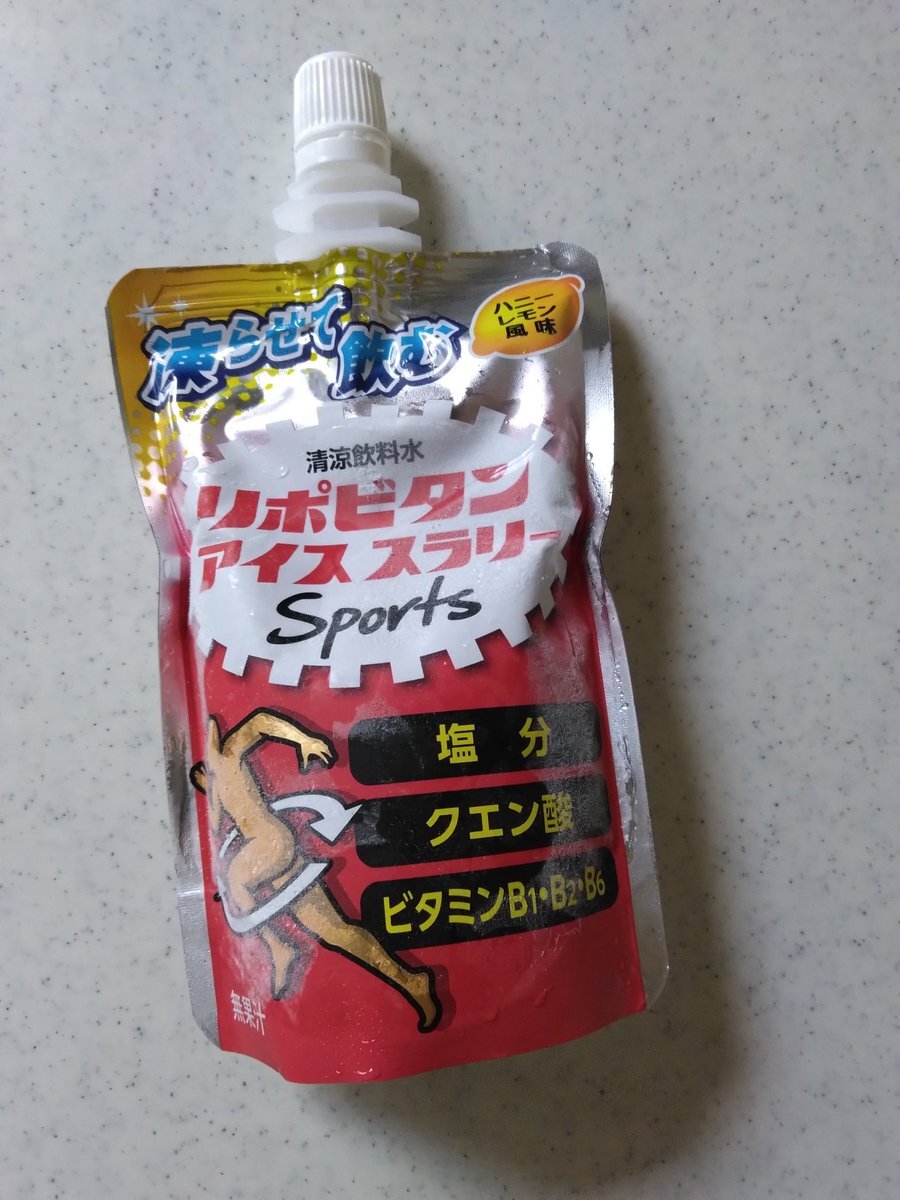 凍らせて
飲む
ハニー
レモン
風味
清涼飲料水
リポビタン
アイススラリー
Sports
塩 分
クエン酸
ビタミンB1・B2・B6
無果汁